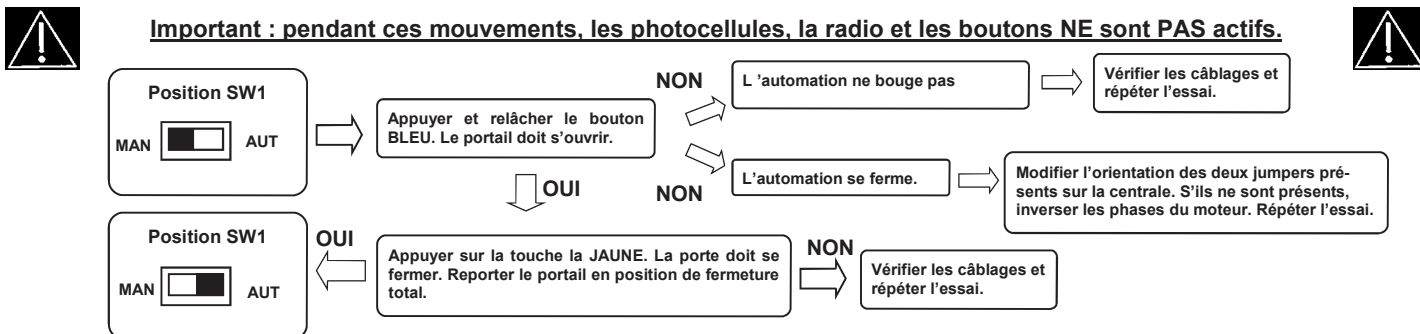 Important : pendant ces mouvements, les photocellules, la radio et les boutons NE sont PAS actifs.
Position SW1
MAN
AUT
Appuyer et relâcher le bouton
BLEU. Le portail doit s'ouvrir.
NON
L 'automation ne bouge pas
Vérifier les câblages et
répéter l'essai.
NON
L'automation se ferme.
Modifier l'orientation des deux jumpers pré-
sents sur la centrale. S'ils ne sont présents,
inverser les phases du moteur. Répéter l'essai.
OUI
Appuyer sur la touche la JAUNE. La porte doit se
fermer. Reporter le portail en position de fermeture
total.
NON
Vérifier les câblages et
répéter l'essai.
OUI
Position SW1
MAN
AUT